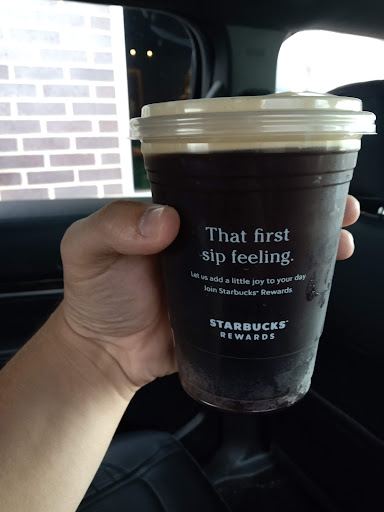 That first
sip feeling.
Let us add a little joy to your day
Join Starbucks® Rewards
STARBUCKS®
REWARDS